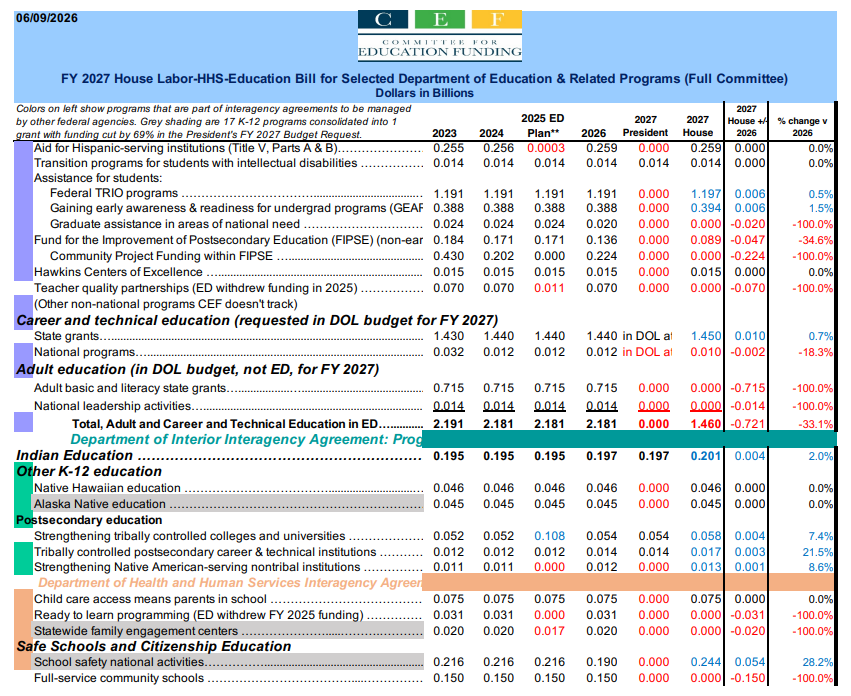 06/09/2026
C E F
COMMITTEE FOR
EDUCATION FUNDING
FY 2027 House Labor-HHS-Education Bill for Selected Department of Education & Related Programs (Full Committee)
Dollars in Billions
Colors on left show programs that are part of interagency agreements to be managed
by other federal agencies. Grey shading are 17 K-12 programs consolidated into 1
grant with funding cut by 69% in the President's FY 2027 Budget Request.
2023 2024 2025 ED Plan** 2026 2027 President 2027 House 2027 House +/- 2026 % change v 2026
Aid for Hispanic-serving institutions (Title V, Parts A & B)..................... 0.255 0.256 0.0003 0.259 0.000 0.259 0.000 0.0%
Transition programs for students with intellectual disabilities ................ 0.014 0.014 0.014 0.014 0.014 0.014 0.000 0.0%
Assistance for students:
Federal TRIO programs ................................................................ 1.191 1.191 1.191 1.191 0.000 1.197 0.006 0.5%
Gaining early awareness & readiness for undergrad programs (GEAF 0.388 0.388 0.388 0.388 0.000 0.394 0.006 1.5%
Graduate assistance in areas of national need ......................... 0.024 0.024 0.024 0.020 0.000 0.000 -0.020 -100.0%
Fund for the Improvement of Postsecondary Education (FIPSE) (non-ear 0.184 0.171 0.171 0.136 0.000 0.089 -0.047 -34.6%
Community Project Funding within FIPSE ................................ 0.430 0.202 0.000 0.224 0.000 0.000 -0.224 -100.0%
Hawkins Centers of Excellence ...................................................... 0.015 0.015 0.015 0.015 0.000 0.015 0.000 0.0%
Teacher quality partnerships (ED withdrew funding in 2025) .................. 0.070 0.070 0.011 0.070 0.000 0.000 -0.070 -100.0%
(Other non-national programs CEF doesn't track)
Career and technical education (requested in DOL budget for FY 2027)
State grants................................................................................ 1.430 1.440 1.440 1.440 in DOL at 1.450 0.010 0.7%
National programs........................................................................ 0.032 0.012 0.012 0.012 in DOL at 0.010 -0.002 -18.3%
Adult education (in DOL budget, not ED, for FY 2027)
Adult basic and literacy state grants................................................ 0.715 0.715 0.715 0.715 0.000 0.000 -0.715 -100.0%
National leadership activities.......................................................... 0.014 0.014 0.014 0.014 0.000 0.000 -0.014 -100.0%
Total, Adult and Career and Technical Education in ED............ 2.191 2.181 2.181 2.181 0.000 1.460 -0.721 -33.1%
Department of Interior Interagency Agreement: Prog
Indian Education ................................................................ 0.195 0.195 0.195 0.197 0.197 0.201 0.004 2.0%
Other K-12 education
Native Hawaiian education ............................................................ 0.046 0.046 0.046 0.046 0.000 0.046 0.000 0.0%
Alaska Native education ................................................................ 0.045 0.045 0.045 0.045 0.000 0.045 0.000 0.0%
Postsecondary education
Strengthening tribally controlled colleges and universities .................... 0.052 0.052 0.108 0.054 0.054 0.058 0.004 7.4%
Tribally controlled postsecondary career & technical institutions ............ 0.012 0.012 0.012 0.014 0.014 0.017 0.003 21.5%
Strengthening Native American-serving nontribal institutions ................ 0.011 0.011 0.000 0.012 0.000 0.013 0.001 8.6%
Department of Health and Human Services Interagency Agreen
Child care access means parents in school ...................................... 0.075 0.075 0.075 0.075 0.000 0.075 0.000 0.0%
Ready to learn programming (ED withdrew FY 2025 funding) ................ 0.031 0.031 0.000 0.031 0.000 0.000 -0.031 -100.0%
Statewide family engagement centers .............................................. 0.020 0.020 0.017 0.020 0.000 0.000 -0.020 -100.0%
Safe Schools and Citizenship Education
School safety national activities........................................................ 0.216 0.216 0.216 0.190 0.000 0.244 0.054 28.2%
Full-service community schools ...................................................... 0.150 0.150 0.150 0.150 0.000 0.000 -0.150 -100.0%